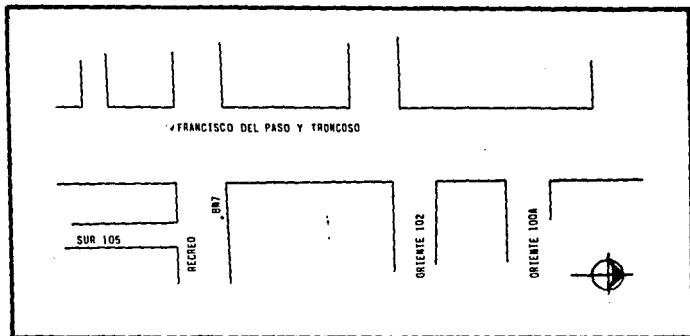 FRANCISCO DEL PASO Y TRONCOSO
BN7
SUR 105
RECREO
ORIENTE 102
ORIENTE 100A